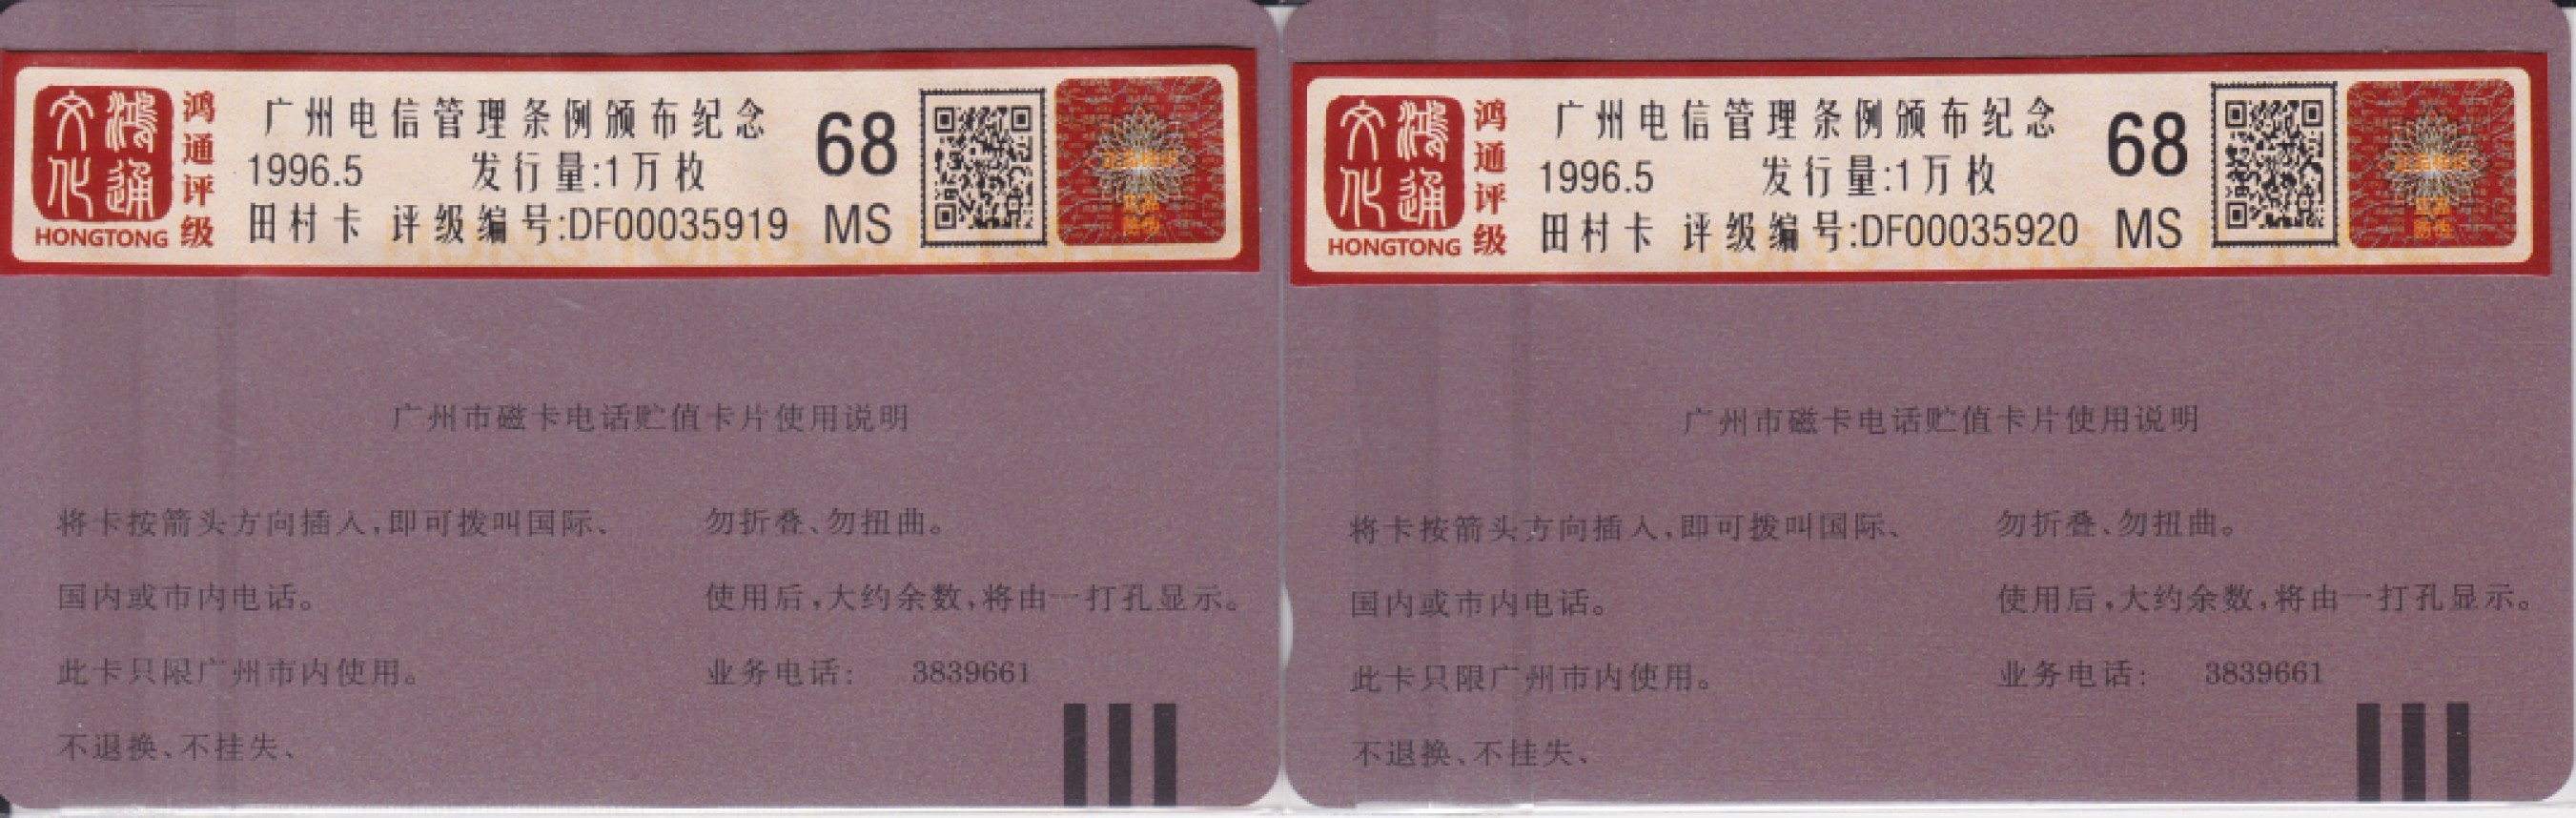 鸿通文化
HONGTONG
鸿通评级
广州电信管理条例颁布纪念
1996.5 发行量:1万枚
田村卡 评级编号:DF00035919
68
MS
广州市磁卡电话贮值卡片使用说明
将卡按箭头方向插入,即可拨叫国际、
国内或市内电话。
此卡只限广州市内使用。
不退换、不挂失、
勿折叠、勿扭曲。
使用后,大约余数,将由一打孔显示。
业务电话: 3839661
鸿通文化
HONGTONG
鸿通评级
广州电信管理条例颁布纪念
1996.5 发行量:1万枚
田村卡 评级编号:DF00035920
68
MS
广州市磁卡电话贮值卡片使用说明
将卡按箭头方向插入,即可拨叫国际、
国内或市内电话。
此卡只限广州市内使用。
不退换、不挂失、
勿折叠、勿扭曲。
使用后,大约余数,将由一打孔显示。
业务电话: 3839661